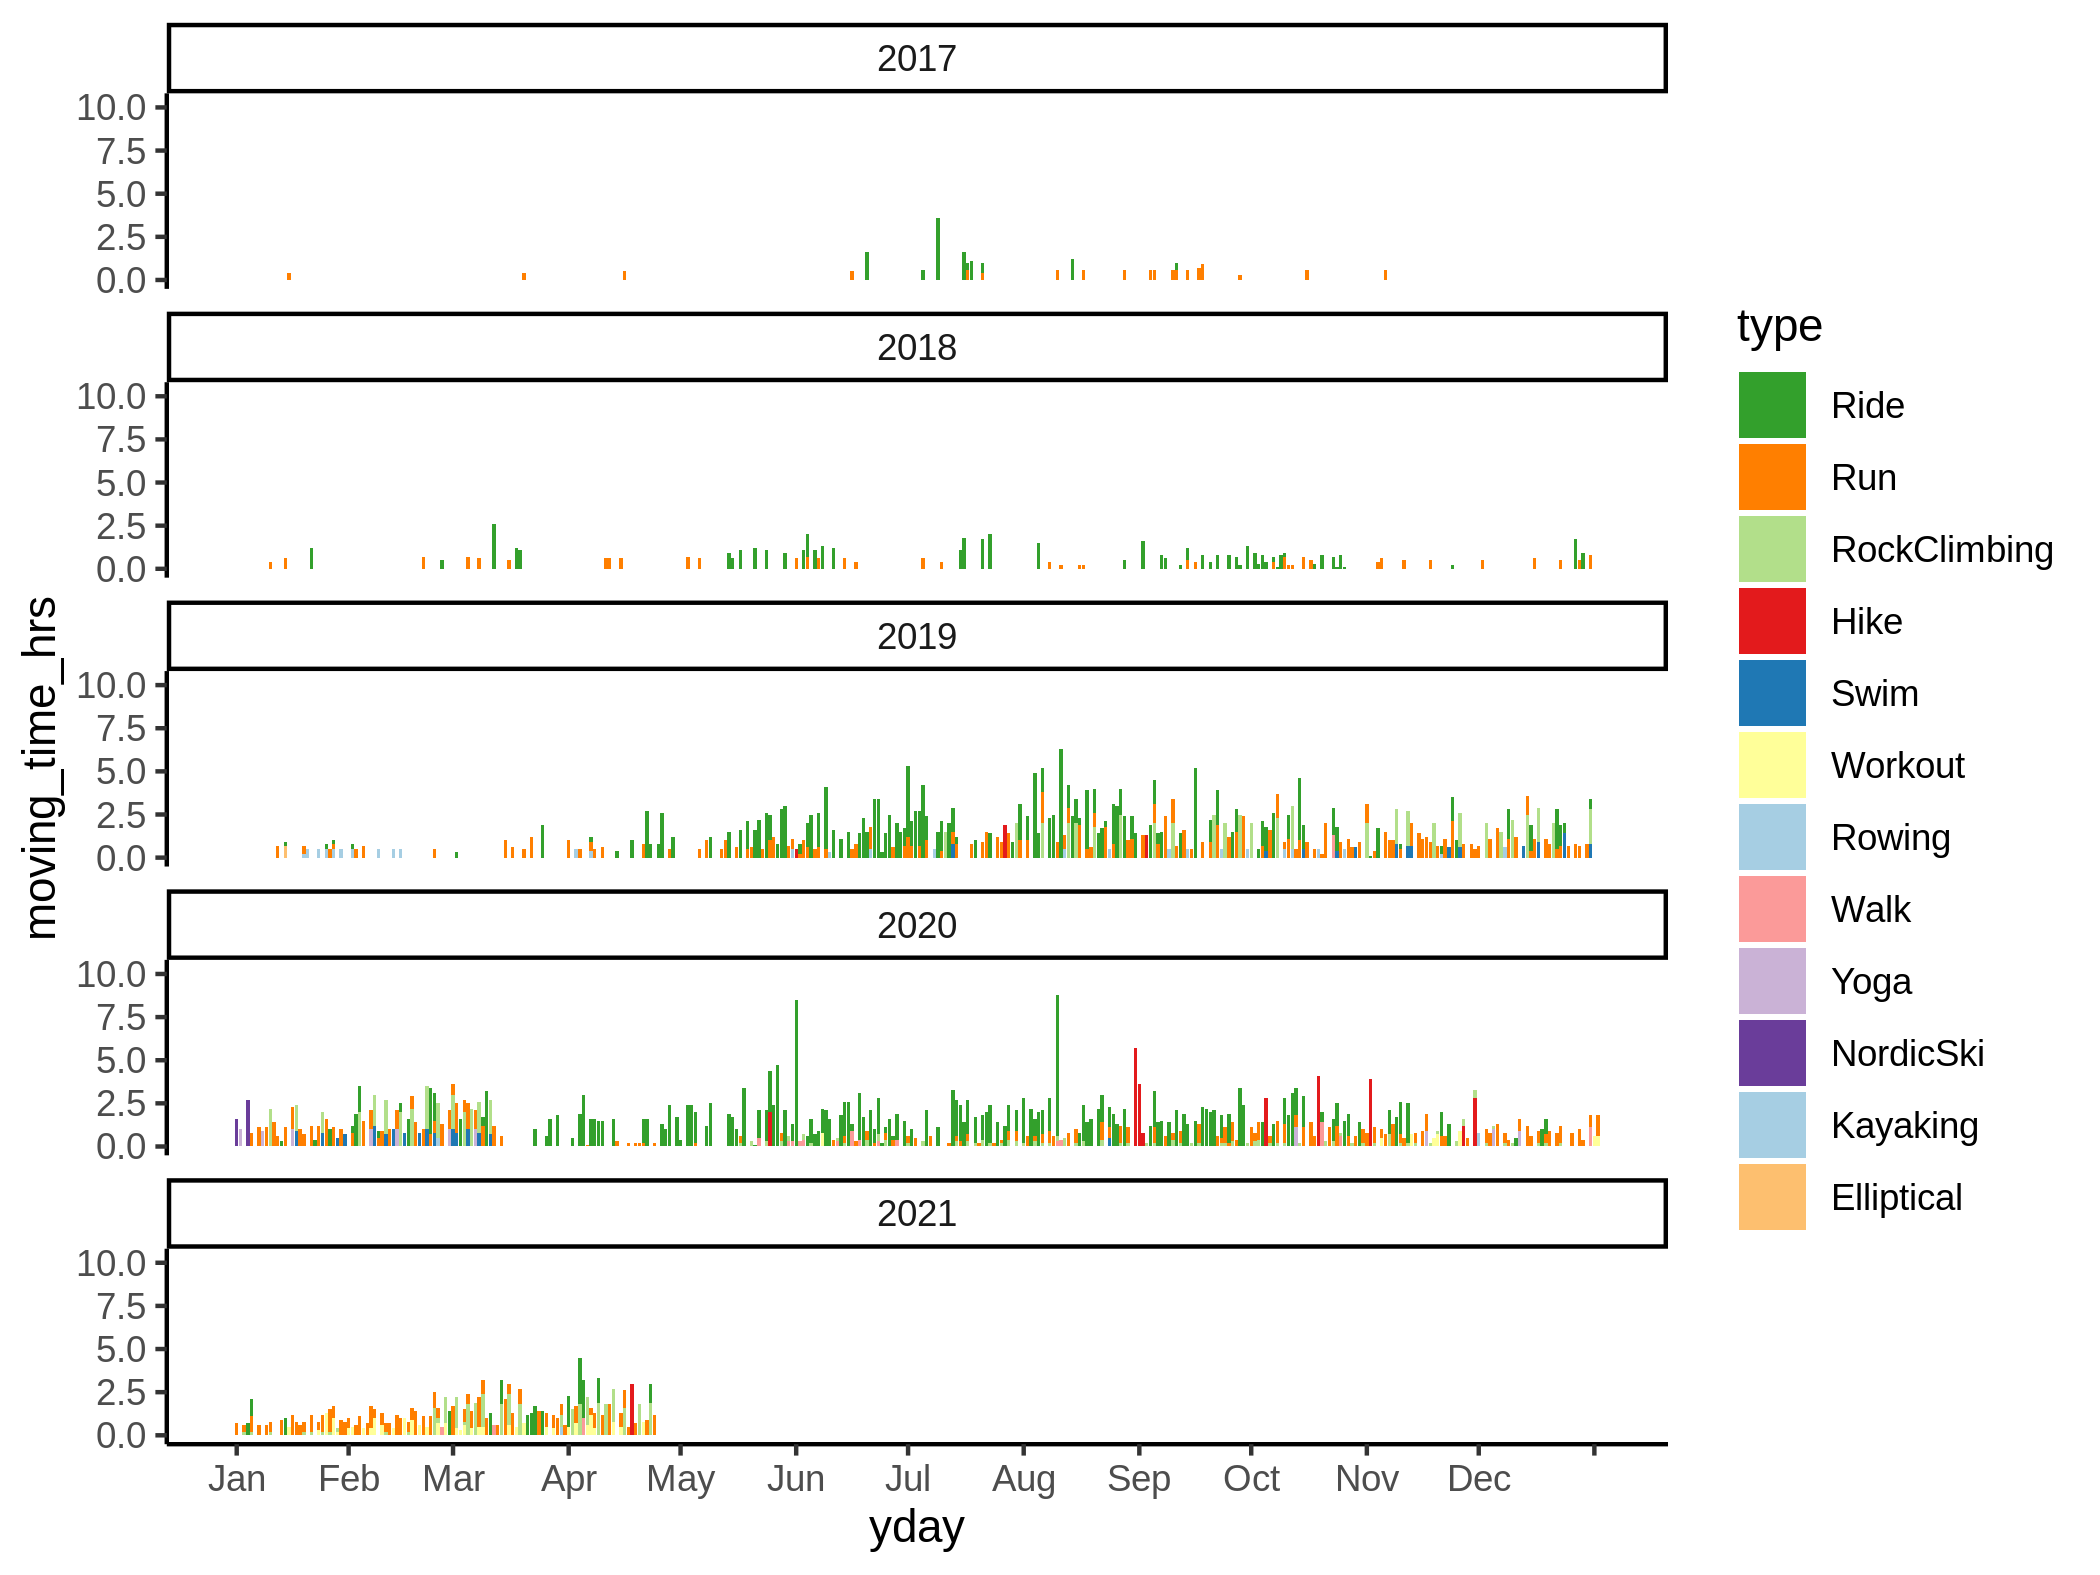 2017
10.0
7.5
5.0
2.5
0.0
2018
10.0
7.5
5.0
2.5
0.0
2019
10.0
7.5
5.0
2.5
0.0
2020
10.0
7.5
5.0
2.5
0.0
2021
10.0
7.5
5.0
2.5
0.0
Jan Feb Mar Apr May Jun Jul Aug Sep Oct Nov Dec
yday
moving_time_hrs
type
Ride
Run
RockClimbing
Hike
Swim
Workout
Rowing
Walk
Yoga
NordicSki
Kayaking
Elliptical